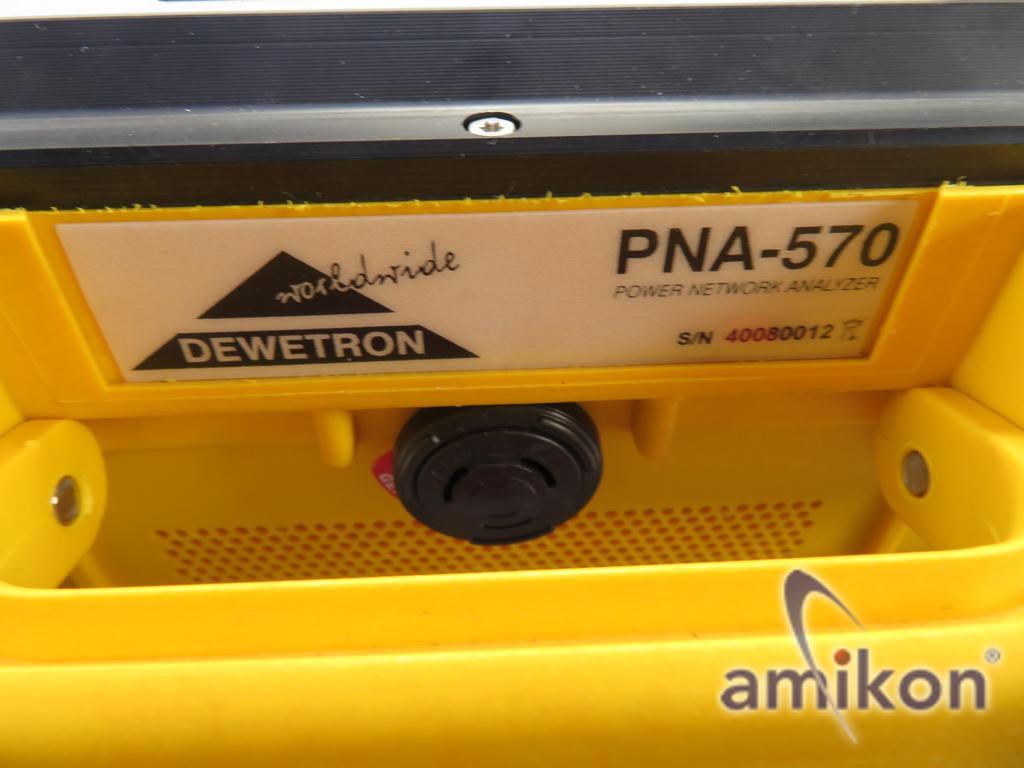 worldwide
DEWETRON
PNA-570
POWER NETWORK ANALYZER
S/N 40080012
amikon®